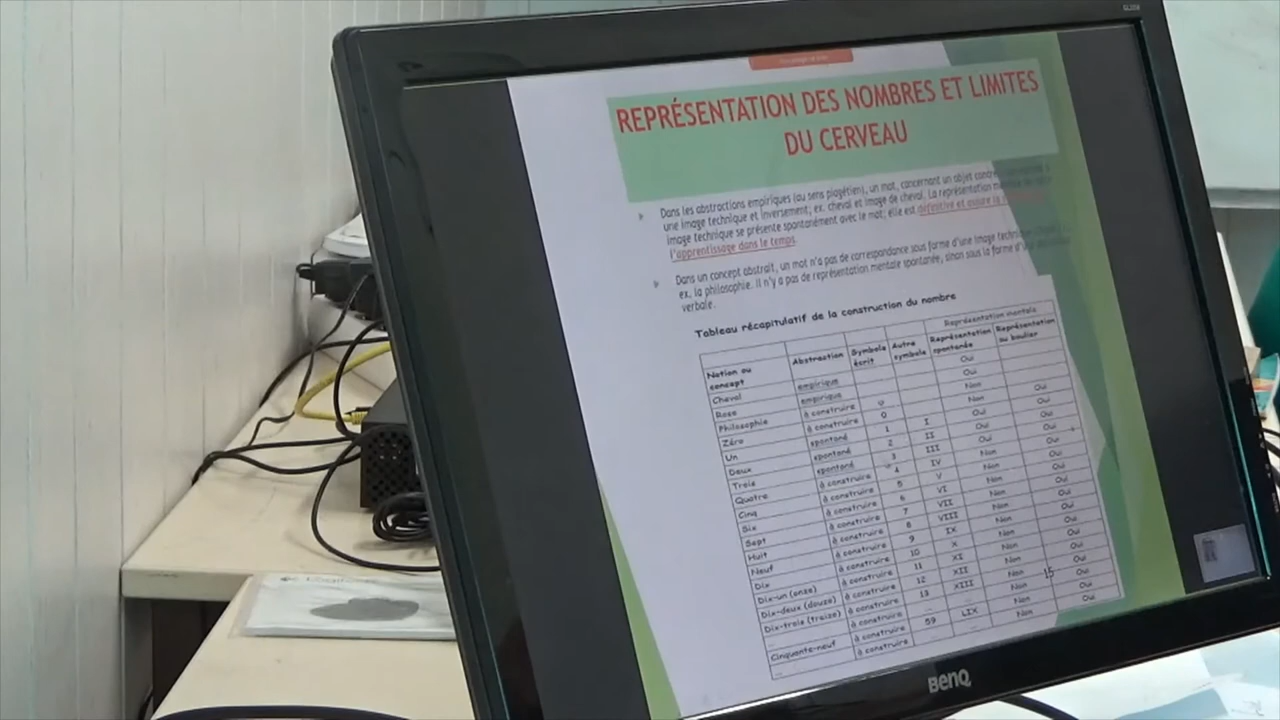 REPRÉSENTATION DES NOMBRES ET LIMITES
DU CERVEAU
Dans les abstractions empiriques (au sens piagétien), un mot, concernant un objet
une image technique et inversement; ex. cheval et image de cheval. La représentation
image technique se présente spontanément avec le mot; elle est définitive et assure
l'apprentissage dans le temps.
Dans un concept abstrait, un mot n'a pas de correspondance sous forme d'une image
ex. la philosophie. Il n'y a pas de représentation mentale spontanée, sinon sous la forme
verbale.
Tableau récapitulatif de la construction du nombre
Représentation mentale
Notion ou concept Abstraction Symbole écrit Autre symbole Représentation spontanée Représentation au boulier
Cheval empirique Oui
Rose empirique Oui
Philosophie à construire Non
Zéro à construire 0 Non Oui
Un spontané 1 I Oui Oui
Deux spontané 2 II Oui Oui
Trois spontané 3 III Oui Oui
Quatre à construire 4 IV Non Oui
Cinq à construire 5 V Non Oui
Six à construire 6 VI Non Oui
Sept à construire 7 VII Non Oui
Huit à construire 8 VIII Non Oui
Neuf à construire 9 IX Non Oui
Dix à construire 10 X Non Oui
Dix-un (onze) à construire 11 XI Non Oui
Dix-deux (douze) à construire 12 XII Non Oui
Dix-trois (treize) à construire 13 XIII Non Oui
Cinquante-neuf à construire 59 LIX Non Oui
15
BenQ